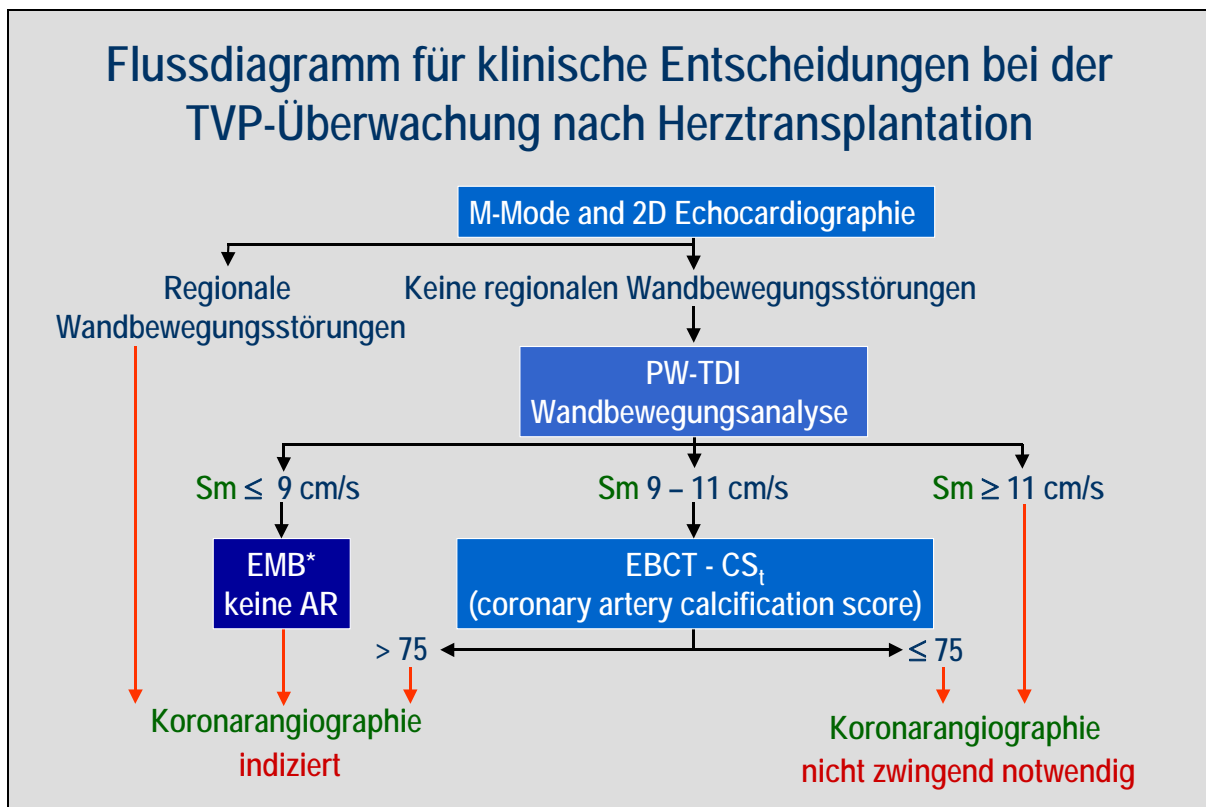 Flussdiagramm für klinische Entscheidungen bei der
TVP-Überwachung nach Herztransplantation
M-Mode and 2D Echocardiographie
Regionale
Wandbewegungsstörungen
Keine regionalen Wandbewegungsstörungen
PW-TDI
Wandbewegungsanalyse
Sm ≤ 9 cm/s
Sm 9 – 11 cm/s
Sm ≥ 11 cm/s
EMB*
keine AR
EBCT - CSt
(coronary artery calcification score)
> 75
≤ 75
Koronarangiographie
indiziert
Koronarangiographie
nicht zwingend notwendig